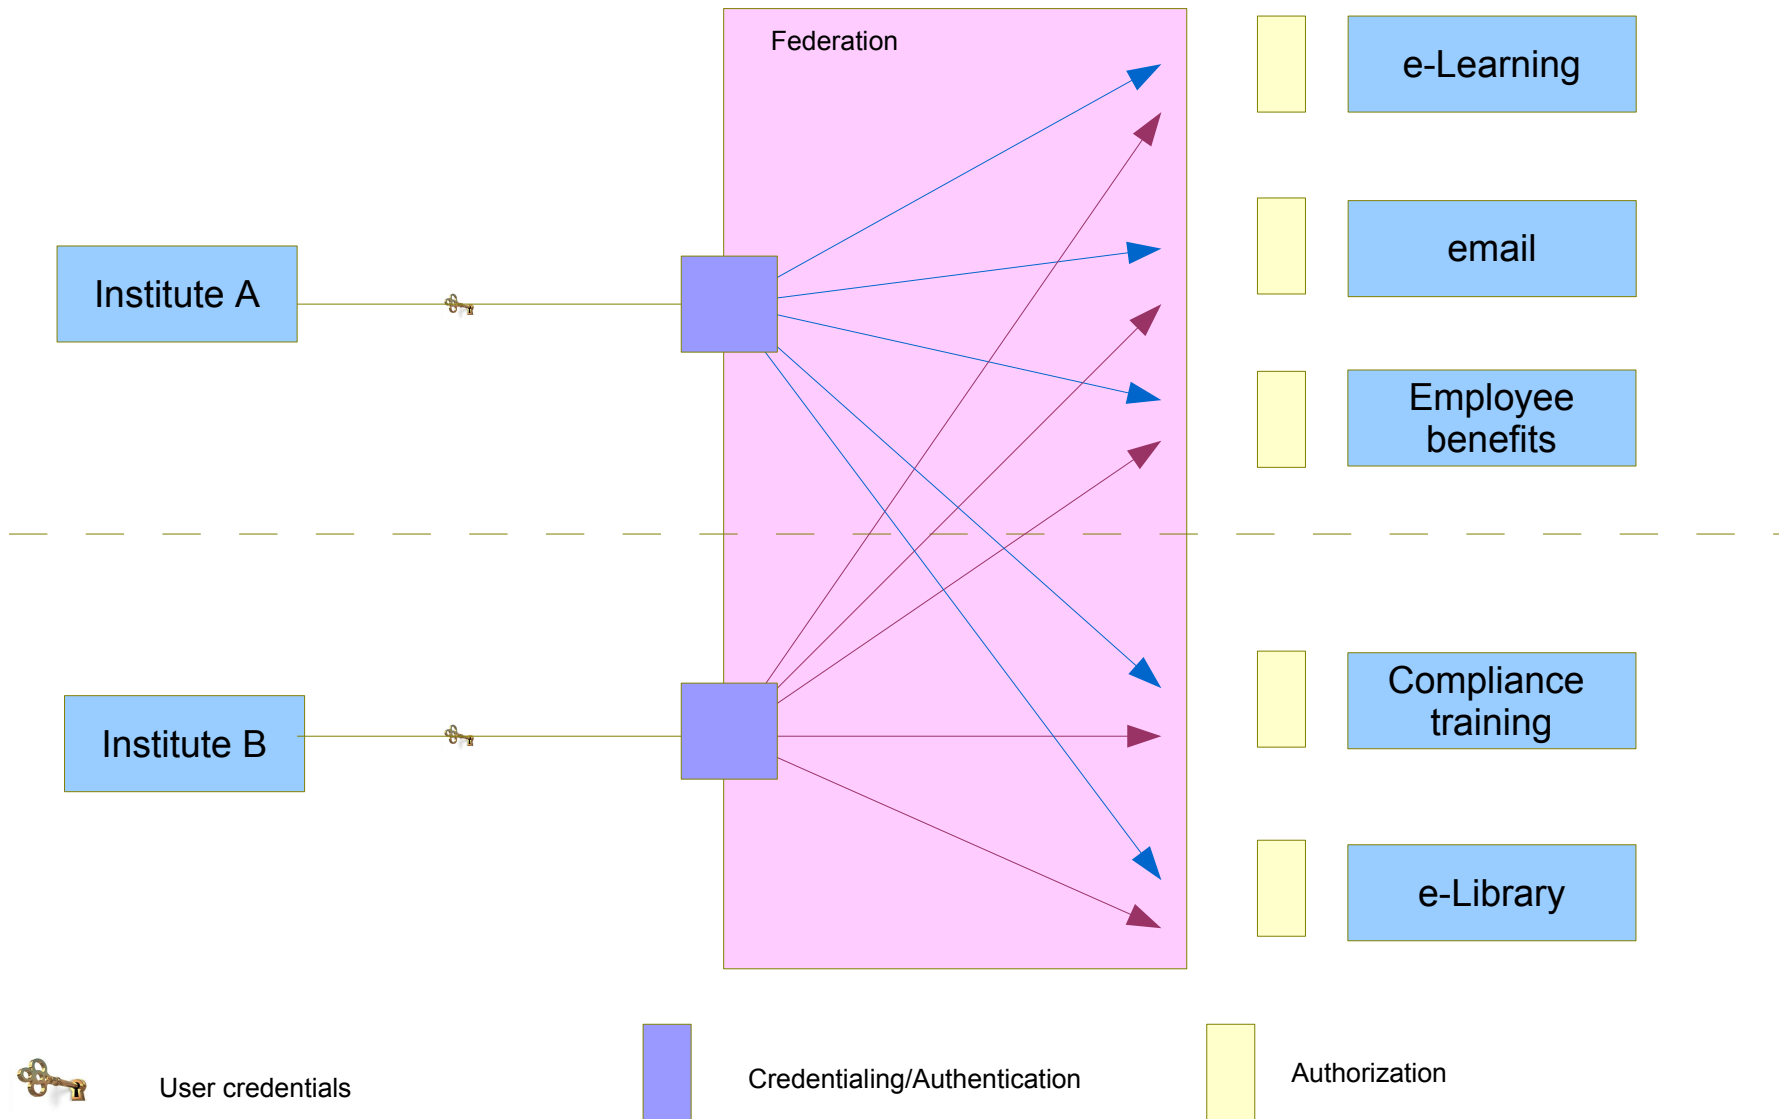 Federation
e-Learning
email
Institute A
Employee
benefits
Compliance
training
Institute B
e-Library
User credentials
Credentialing/Authentication
Authorization